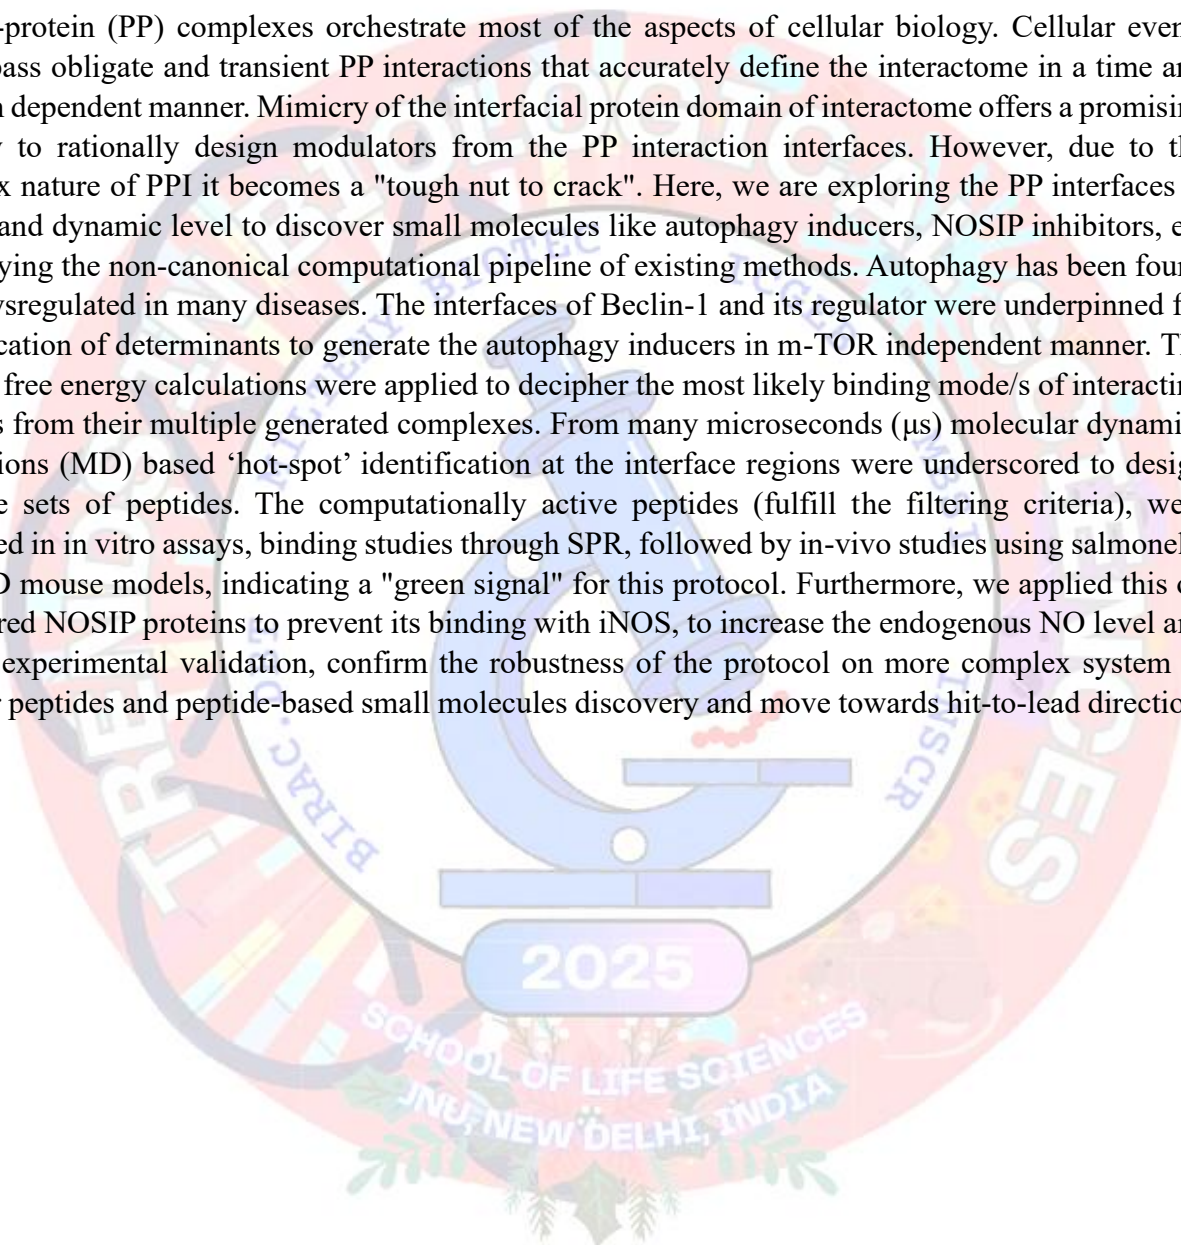 -protein (PP) complexes orchestrate most of the aspects of cellular biology. Cellular even
pass obligate and transient PP interactions that accurately define the interactome in a time an
n dependent manner. Mimicry of the interfacial protein domain of interactome offers a promisin
y to rationally design modulators from the PP interaction interfaces. However, due to th
x nature of PPI it becomes a "tough nut to crack". Here, we are exploring the PP interfaces
and dynamic level to discover small molecules like autophagy inducers, NOSIP inhibitors, e
ying the non-canonical computational pipeline of existing methods. Autophagy has been foun
ysregulated in many diseases. The interfaces of Beclin-1 and its regulator were underpinned f
cation of determinants to generate the autophagy inducers in m-TOR independent manner. Th
free energy calculations were applied to decipher the most likely binding mode/s of interactin
s from their multiple generated complexes. From many microseconds (μs) molecular dynami
ions (MD) based ‘hot-spot’ identification at the interface regions were underscored to desig
e sets of peptides. The computationally active peptides (fulfill the filtering criteria), we
ed in in vitro assays, binding studies through SPR, followed by in-vivo studies using salmonel
D mouse models, indicating a "green signal" for this protocol. Furthermore, we applied this o
red NOSIP proteins to prevent its binding with iNOS, to increase the endogenous NO level an
experimental validation, confirm the robustness of the protocol on more complex system
r peptides and peptide-based small molecules discovery and move towards hit-to-lead directio
TRENDS IN BIOLOGICAL SCIENCES
BIOTEC
BIRAC
TUSCR
2025
SCHOOL OF LIFE SCIENCES
JNU, NEW DELHI, INDIA